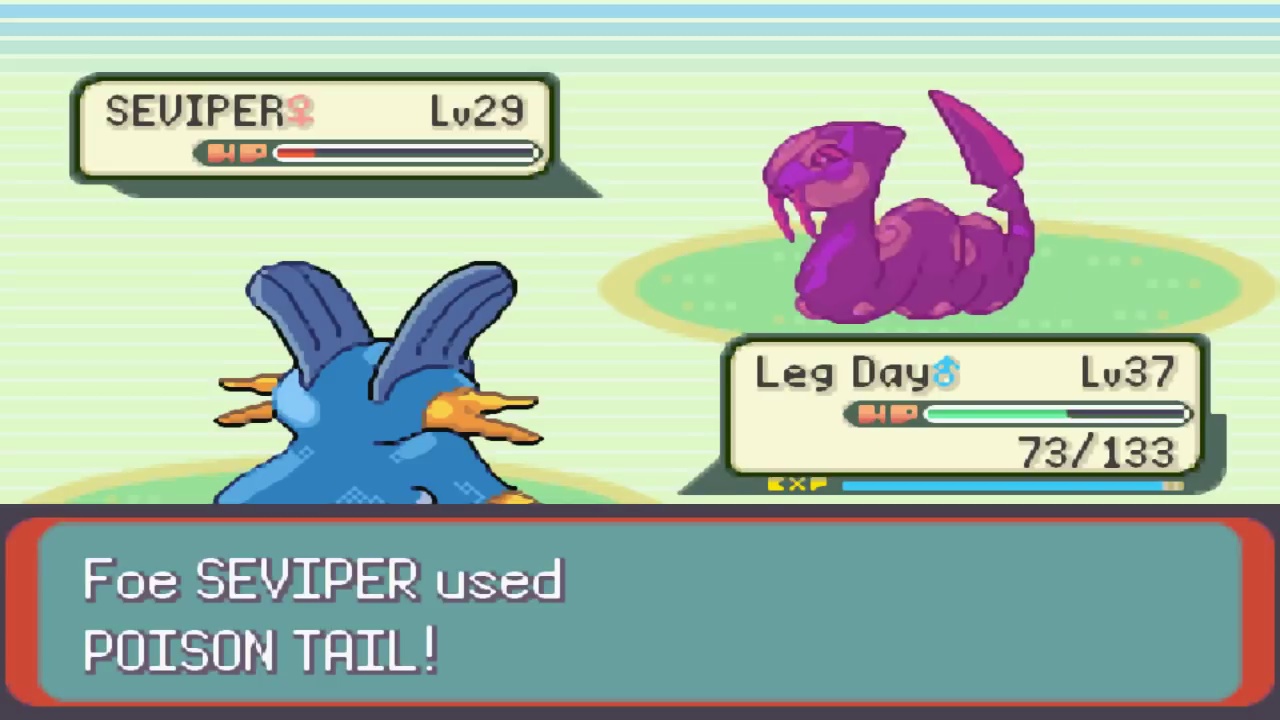 SEVIPER♀ Lv29
HP
Leg Day♂ Lv37
HP
73/133
EXP
Foe SEVIPER used
POISON TAIL!